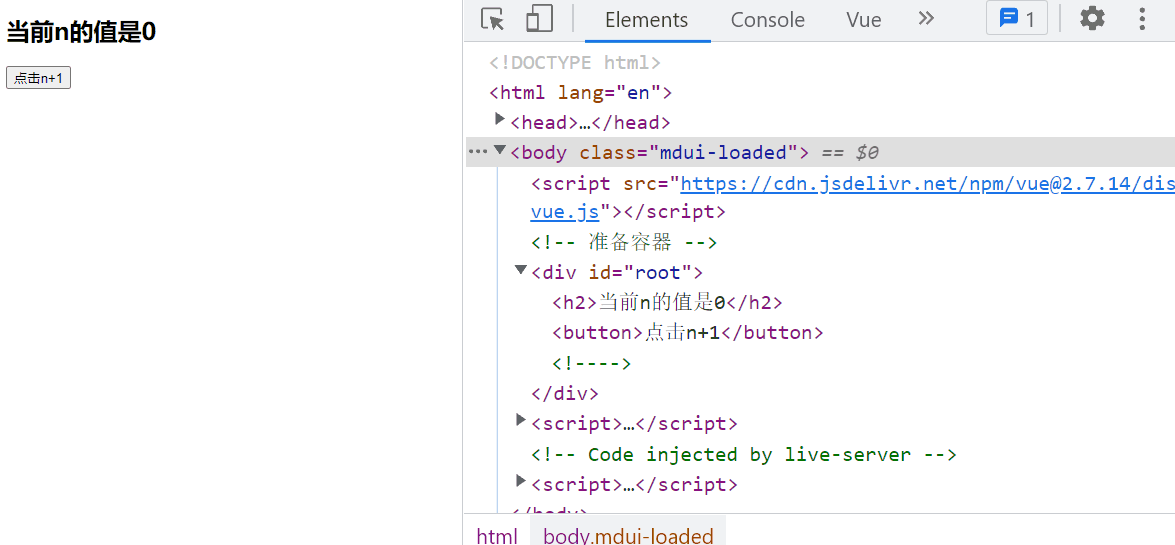 当前n的值是0
点击n+1
Elements Console Vue 1
<!DOCTYPE html>
<html lang="en">
<head>…</head>
<body class="mdui-loaded"> == $0
<script src="https://cdn.jsdelivr.net/npm/vue@2.7.14/dis
vue.js"></script>
<!-- 准备容器 -->
<div id="root">
<h2>当前n的值是0</h2>
<button>点击n+1</button>
<!---->
</div>
<script>…</script>
<!-- Code injected by live-server -->
<script>…</script>
</body>
html body.mdui-loaded